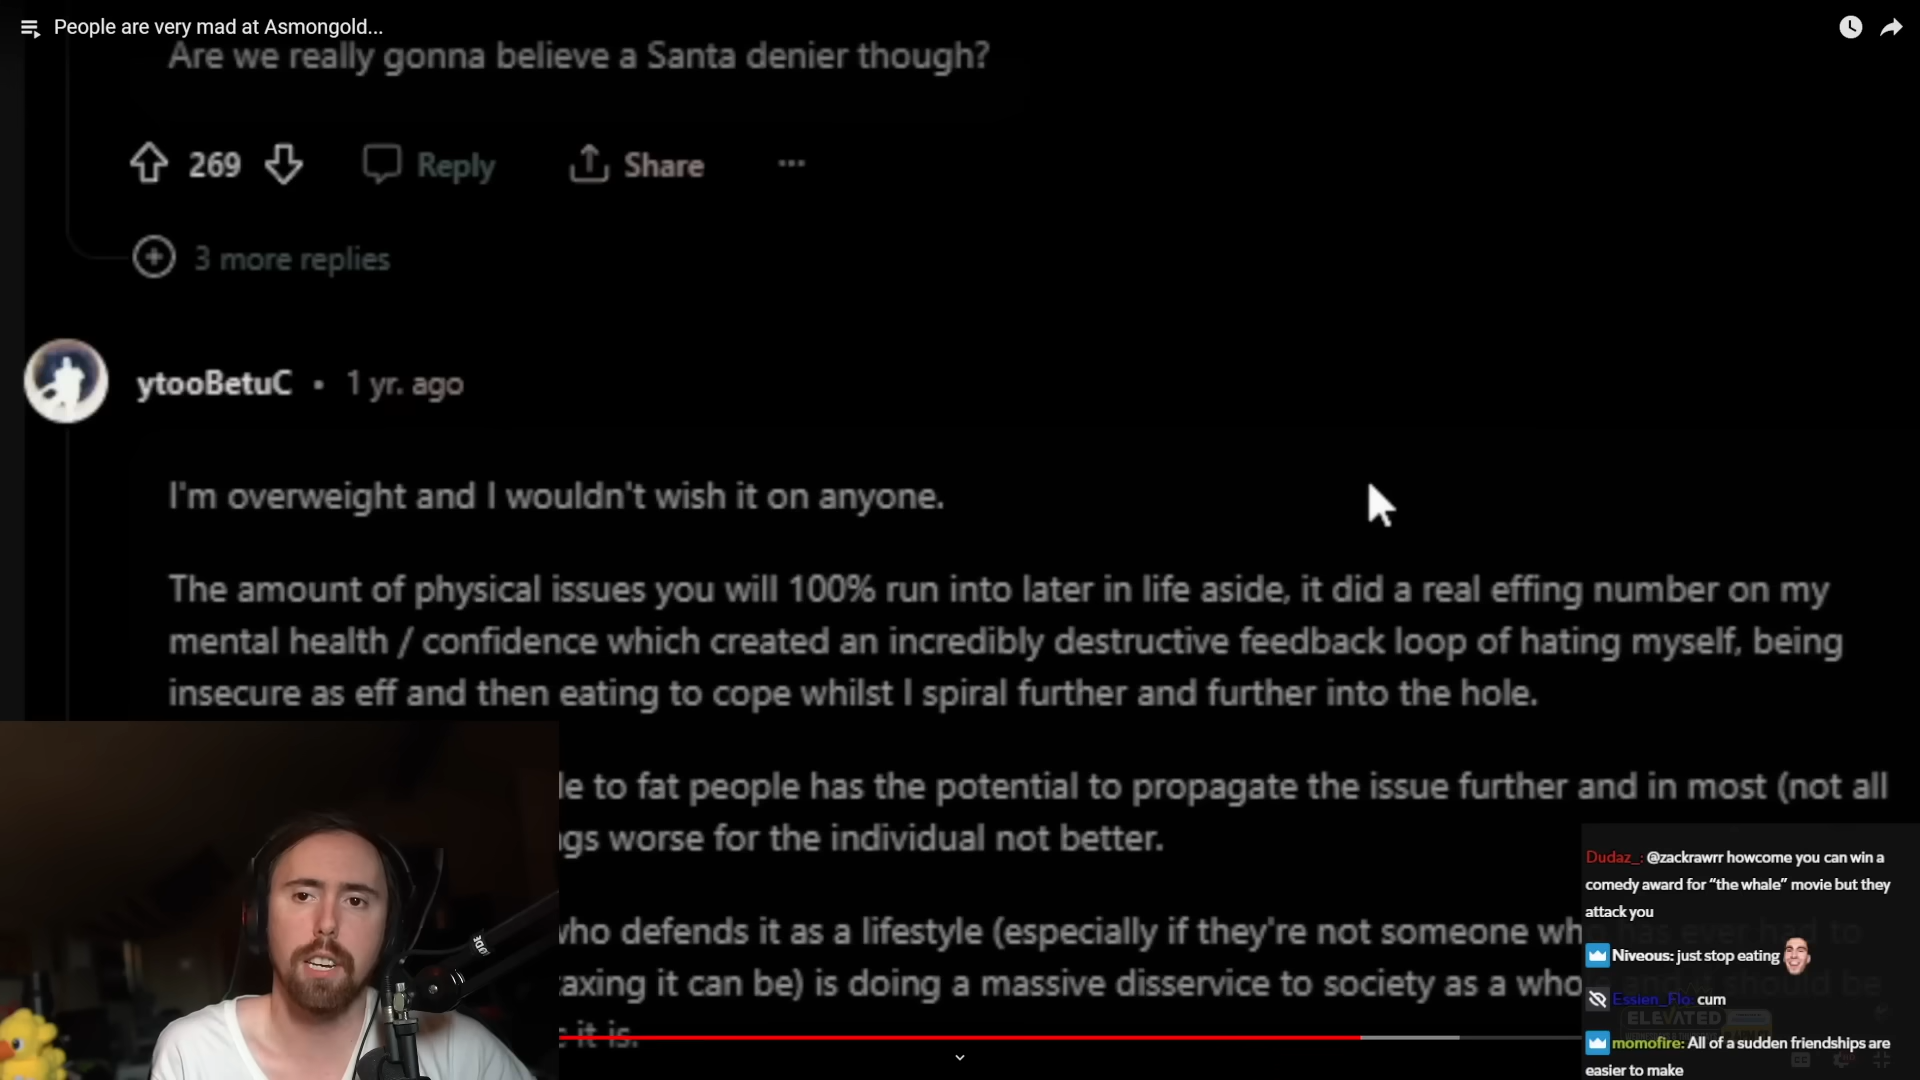 People are very mad at Asmongold...
Are we really gonna believe a Santa denier though?
269 Reply Share
3 more replies
ytooBetuC • 1 yr. ago
I'm overweight and I wouldn't wish it on anyone.
The amount of physical issues you will 100% run into later in life aside, it did a real effing number on my
mental health / confidence which created an incredibly destructive feedback loop of hating myself, being
insecure as eff and then eating to cope whilst I spiral further and further into the hole.
le to fat people has the potential to propagate the issue further and in most (not all
gs worse for the individual not better.
who defends it as a lifestyle (especially if they're not someone who has ever had to
axing it can be) is doing a massive disservice to society as a who should be
e it is.
Dudaz_: @zackrawrr howcome you can win a
comedy award for “the whale” movie but they
attack you
Niveous: just stop eating
Essien_Flo: cum
ELEVATED
momofire: All of a sudden friendships are
easier to make